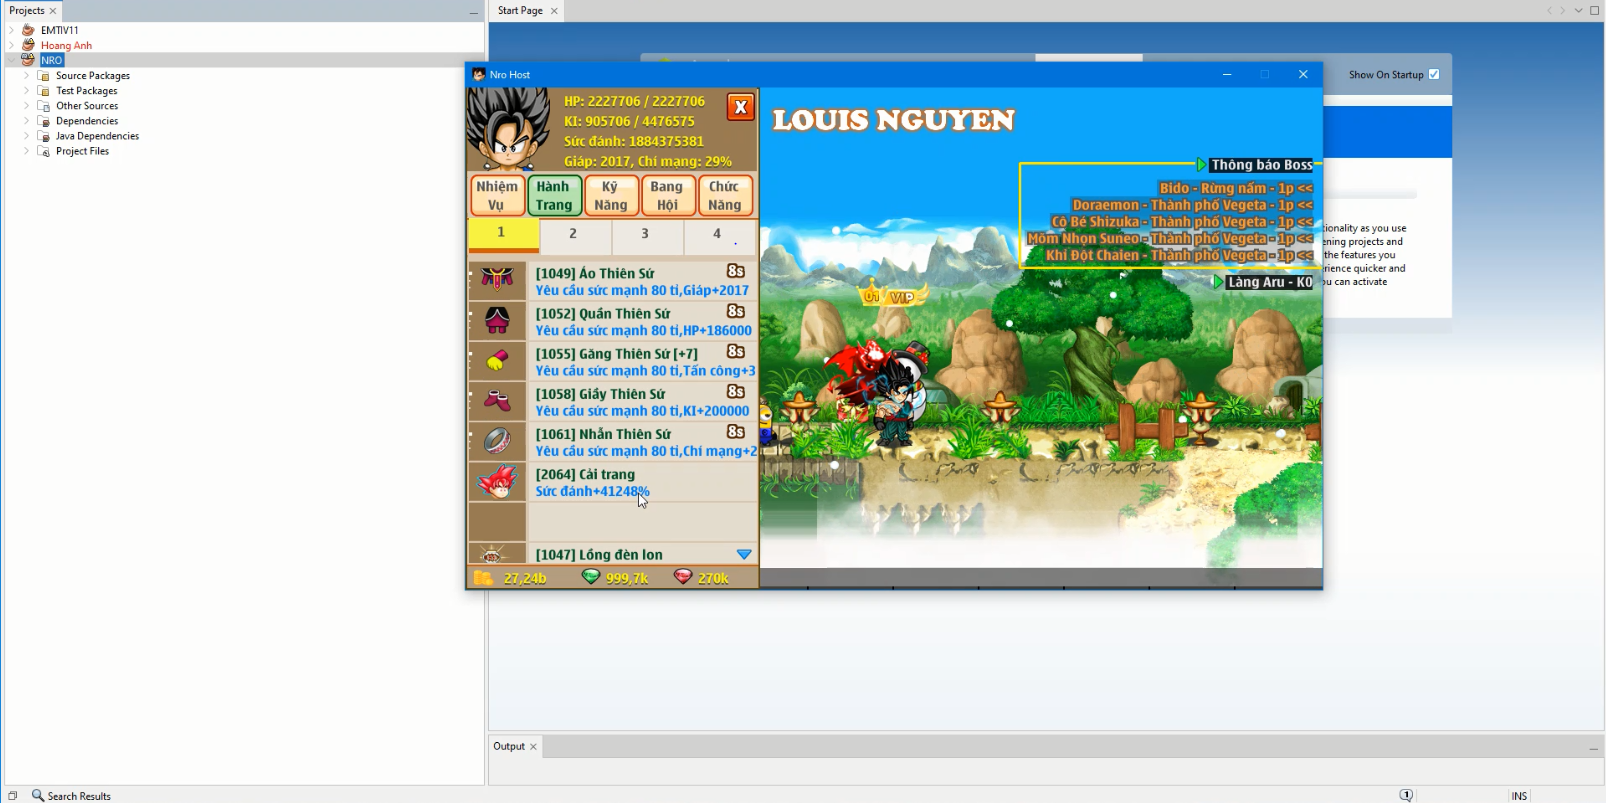 Projects
Start Page
EMTIV11
Hoang Anh
NRO
Source Packages
Test Packages
Other Sources
Dependencies
Java Dependencies
Project Files
Show On Startup
Nro Host
HP: 2227706 / 2227706
KI: 905706 / 4476575
Sức đánh: 1884375381
Giáp: 2017, Chí mạng: 29%
X
Nhiệm Vụ
Hành Trang
Kỹ Năng
Bang Hội
Chức Năng
1
2
3
4
[1049] Áo Thiên Sứ
8s
Yêu cầu sức mạnh 80 tỉ,Giáp+2017
[1052] Quần Thiên Sứ
8s
Yêu cầu sức mạnh 80 tỉ,HP+186000
[1055] Găng Thiên Sứ [+7]
8s
Yêu cầu sức mạnh 80 tỉ,Tấn công+3
[1058] Giầy Thiên Sứ
8s
Yêu cầu sức mạnh 80 tỉ,KI+200000
[1061] Nhẫn Thiên Sứ
8s
Yêu cầu sức mạnh 80 tỉ,Chí mạng+2
[2064] Cải trang
Sức đánh+41248%
[1047] Lồng đèn lon
27,24b
999,7k
270k
LOUIS NGUYEN
Thông báo Boss
Bido - Rừng nấm - 1p <<
Doraemon - Thành phố Vegeta - 1p <<
Cô Bé Shizuka - Thành phố Vegeta - 1p <<
Mõm Nhọn Suneo - Thành phố Vegeta - 1p <<
Khỉ Đột Chaien - Thành phố Vegeta - 1p <<
Làng Aru - K0
01 VIP
tionality as you use
ening projects and
the features you
rience quicker and
ou can activate
Output
Search Results
1
INS